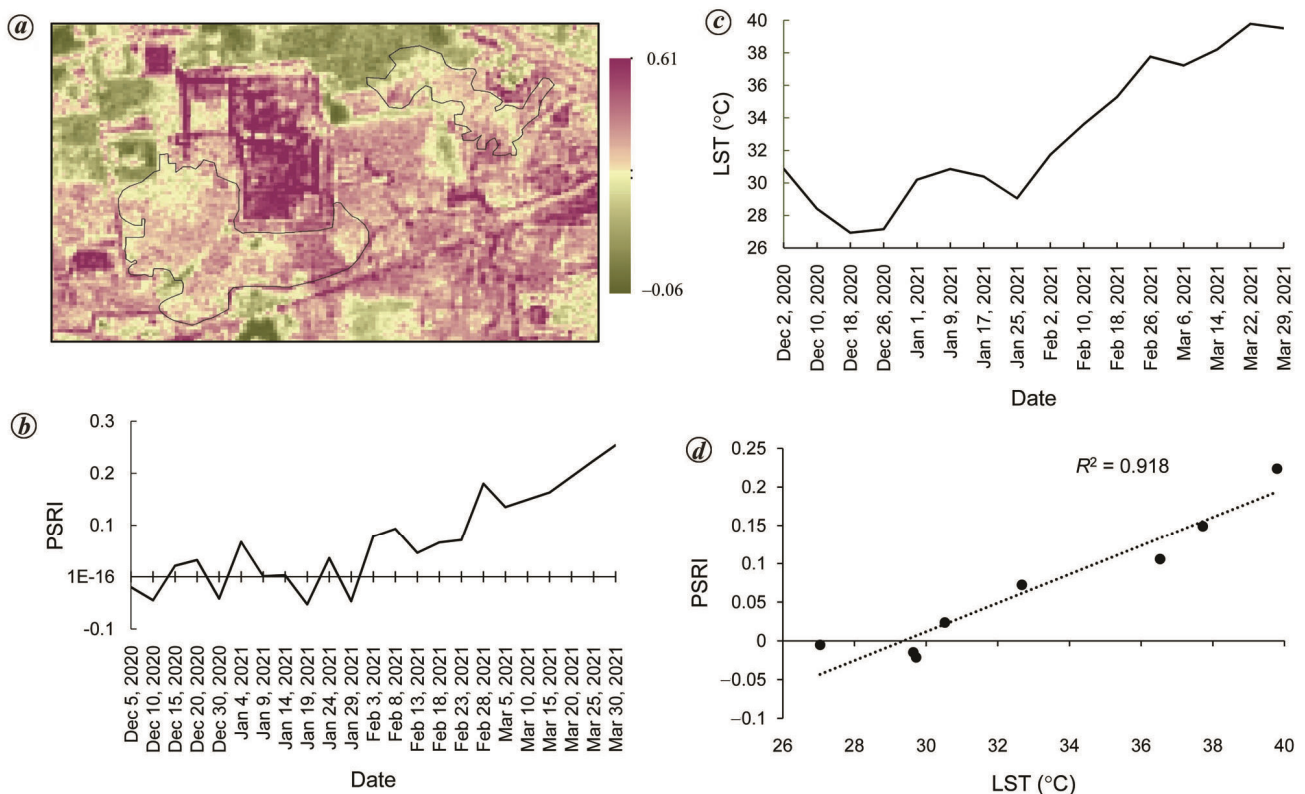 a
0.61
–0.06
b
0.3
0.2
0.1
1E-16
-0.1
PSRI
Dec 5, 2020
Dec 10, 2020
Dec 15, 2020
Dec 20, 2020
Dec 30, 2020
Jan 4, 2021
Jan 9, 2021
Jan 14, 2021
Jan 19, 2021
Jan 24, 2021
Jan 29, 2021
Feb 3, 2021
Feb 8, 2021
Feb 13, 2021
Feb 18, 2021
Feb 23, 2021
Feb 28, 2021
Mar 5, 2021
Mar 10, 2021
Mar 15, 2021
Mar 20, 2021
Mar 25, 2021
Mar 30, 2021
Date
c
40
38
36
34
32
30
28
26
LST (°C)
Dec 2, 2020
Dec 10, 2020
Dec 18, 2020
Dec 26, 2020
Jan 1, 2021
Jan 9, 2021
Jan 17, 2021
Jan 25, 2021
Feb 2, 2021
Feb 10, 2021
Feb 18, 2021
Feb 26, 2021
Mar 6, 2021
Mar 14, 2021
Mar 22, 2021
Mar 29, 2021
Date
d
R² = 0.918
0.25
0.2
0.15
0.1
0.05
0
–0.05
–0.1
PSRI
26 28 30 32 34 36 38 40
LST (°C)